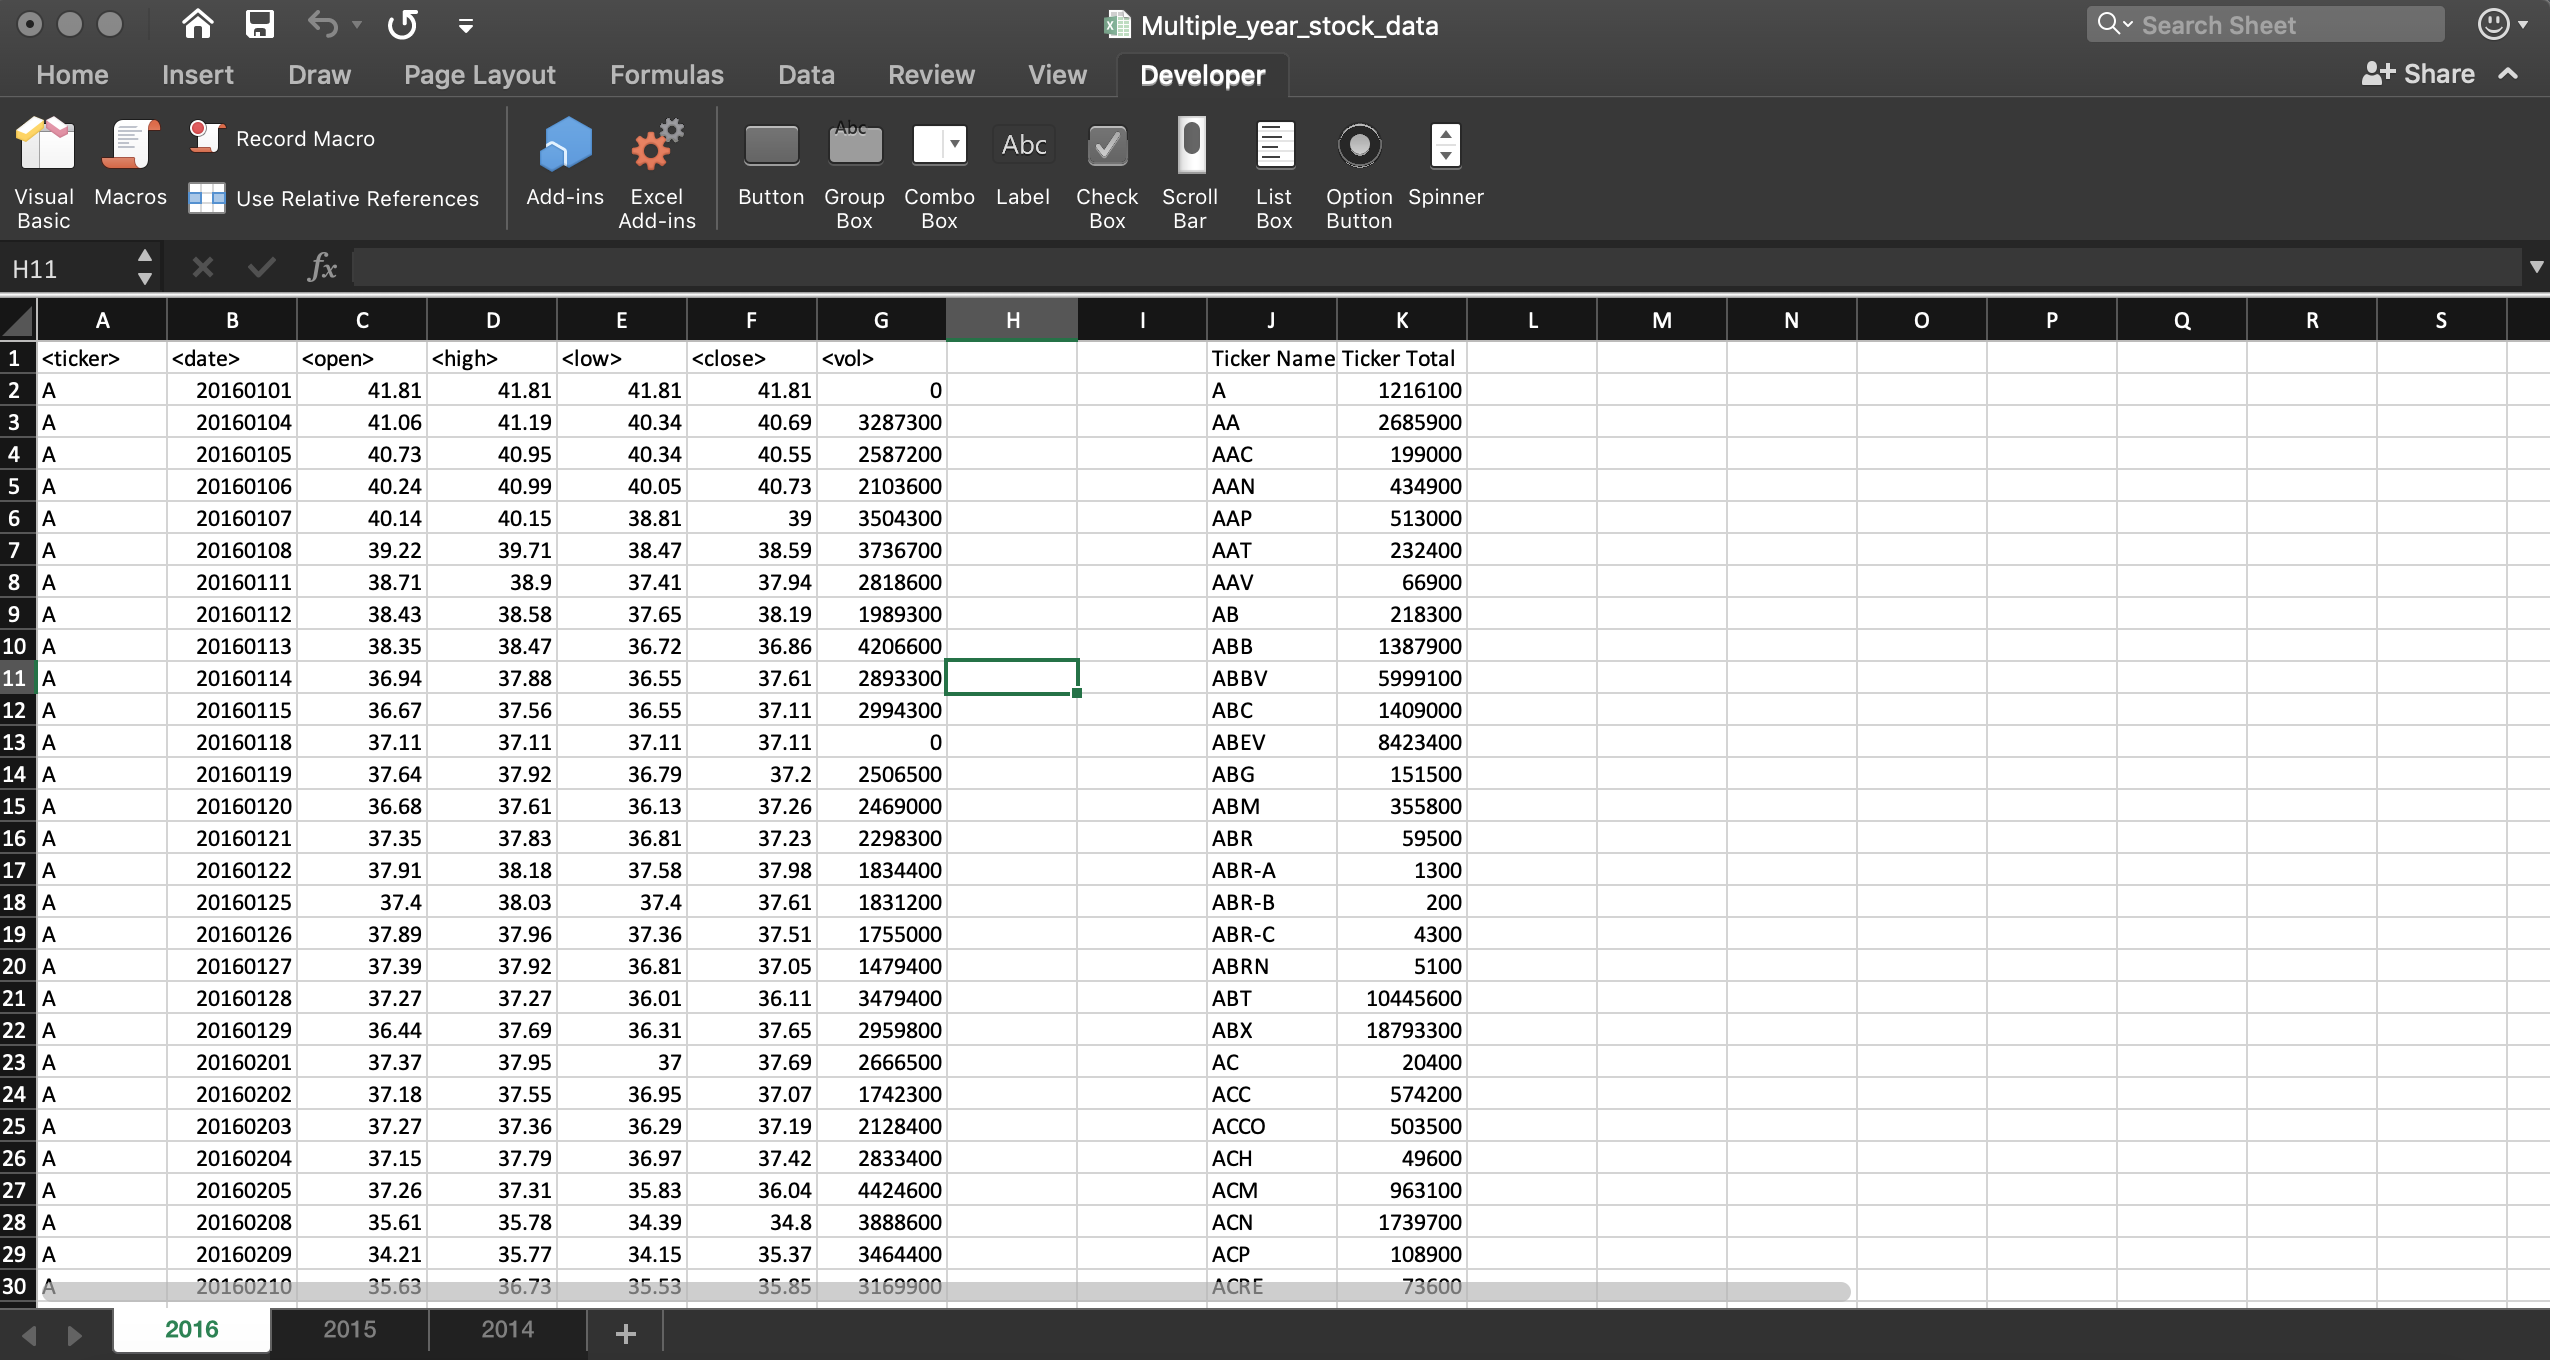 Multiple_year_stock_data
Search Sheet
Home Insert Draw Page Layout Formulas Data Review View Developer Share
Visual Basic
Macros
Record Macro
Use Relative References
Add-ins
Excel Add-ins
Button
Abc
Group Box
Combo Box
Abc
Label
Check Box
Scroll Bar
List Box
Option Button
Spinner
H11 fx
A B C D E F G H I J K L M N O P Q R S
1 <ticker> <date> <open> <high> <low> <close> <vol> Ticker Name Ticker Total
2 A 20160101 41.81 41.81 41.81 41.81 0 A 1216100
3 A 20160104 41.06 41.19 40.34 40.69 3287300 AA 2685900
4 A 20160105 40.73 40.95 40.34 40.55 2587200 AAC 199000
5 A 20160106 40.24 40.99 40.05 40.73 2103600 AAN 434900
6 A 20160107 40.14 40.15 38.81 39 3504300 AAP 513000
7 A 20160108 39.22 39.71 38.47 38.59 3736700 AAT 232400
8 A 20160111 38.71 38.9 37.41 37.94 2818600 AAV 66900
9 A 20160112 38.43 38.58 37.65 38.19 1989300 AB 218300
10 A 20160113 38.35 38.47 36.72 36.86 4206600 ABB 1387900
11 A 20160114 36.94 37.88 36.55 37.61 2893300 ABBV 5999100
12 A 20160115 36.67 37.56 36.55 37.11 2994300 ABC 1409000
13 A 20160118 37.11 37.11 37.11 37.11 0 ABEV 8423400
14 A 20160119 37.64 37.92 36.79 37.2 2506500 ABG 151500
15 A 20160120 36.68 37.61 36.13 37.26 2469000 ABM 355800
16 A 20160121 37.35 37.83 36.81 37.23 2298300 ABR 59500
17 A 20160122 37.91 38.18 37.58 37.98 1834400 ABR-A 1300
18 A 20160125 37.4 38.03 37.4 37.61 1831200 ABR-B 200
19 A 20160126 37.89 37.96 37.36 37.51 1755000 ABR-C 4300
20 A 20160127 37.39 37.92 36.81 37.05 1479400 ABRN 5100
21 A 20160128 37.27 37.27 36.01 36.11 3479400 ABT 10445600
22 A 20160129 36.44 37.69 36.31 37.65 2959800 ABX 18793300
23 A 20160201 37.37 37.95 37 37.69 2666500 AC 20400
24 A 20160202 37.18 37.55 36.95 37.07 1742300 ACC 574200
25 A 20160203 37.27 37.36 36.29 37.19 2128400 ACCO 503500
26 A 20160204 37.15 37.79 36.97 37.42 2833400 ACH 49600
27 A 20160205 37.26 37.31 35.83 36.04 4424600 ACM 963100
28 A 20160208 35.61 35.78 34.39 34.8 3888600 ACN 1739700
29 A 20160209 34.21 35.77 34.15 35.37 3464400 ACP 108900
30 A 20160210 35.63 36.73 35.53 35.85 3169900 ACRE 73600
2016 2015 2014 +